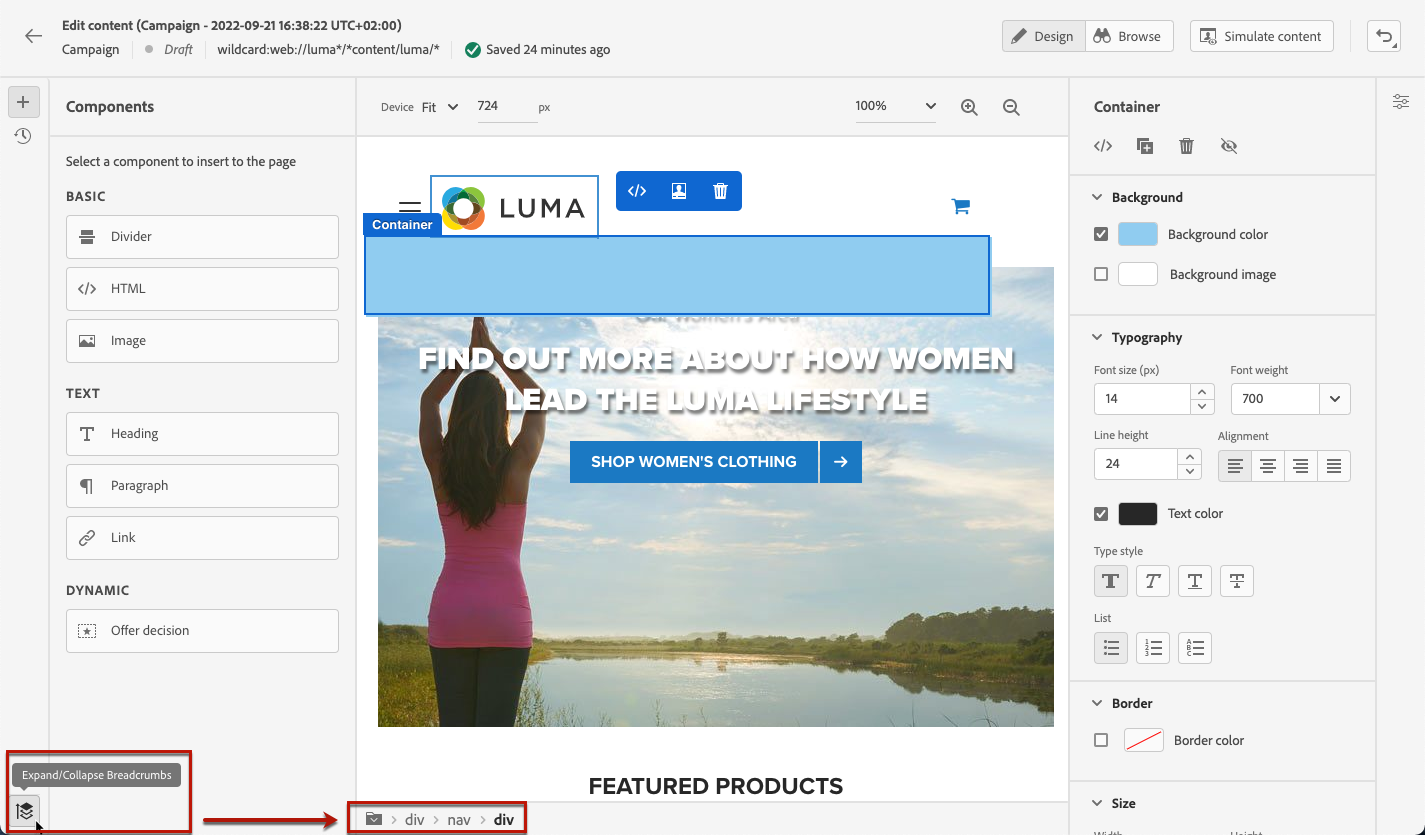 Edit content (Campaign - 2022-09-21 16:38:22 UTC+02:00)
Campaign Draft wildcard:web://luma*/*content/luma/* Saved 24 minutes ago
Design Browse Simulate content
Components
Select a component to insert to the page
BASIC
Divider
HTML
Image
TEXT
Heading
Paragraph
Link
DYNAMIC
Offer decision
Expand/Collapse Breadcrumbs
Device Fit 724 px 100%
LUMA
Container
Our Women's Area
FIND OUT MORE ABOUT HOW WOMEN
LEAD THE LUMA LIFESTYLE
SHOP WOMEN'S CLOTHING
FEATURED PRODUCTS
div > nav > div
Container
Background
Background color
Background image
Typography
Font size (px) Font weight
14 700
Line height Alignment
24
Text color
Type style
List
Border
Border color
Size
Width Height